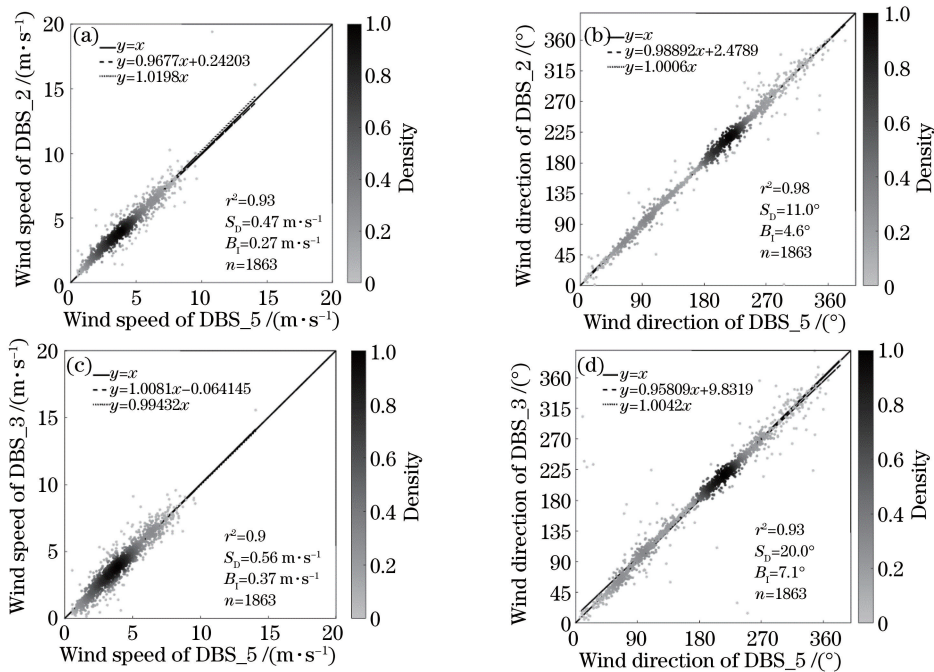 (a)
y=x
y=0.9677x+0.24203
y=1.0198x
r²=0.93
S_D=0.47 m·s⁻¹
B_I=0.27 m·s⁻¹
n=1863
20
15
10
5
0
0 5 10 15 20
Wind speed of DBS_2 /(m·s⁻¹)
Wind speed of DBS_5 /(m·s⁻¹)
1.0
0.8
0.6
0.4
0.2
0
Density
(b)
y=x
y=0.98892x+2.4789
y=1.0006x
r²=0.98
S_D=11.0°
B_I=4.6°
n=1863
360
315
270
225
180
135
90
45
0
0 90 180 270 360
Wind direction of DBS_2 /(°)
Wind direction of DBS_5 /(°)
1.0
0.8
0.6
0.4
0.2
0
Density
(c)
y=x
y=1.0081x−0.064145
y=0.99432x
r²=0.9
S_D=0.56 m·s⁻¹
B_I=0.37 m·s⁻¹
n=1863
20
15
10
5
0
0 5 10 15 20
Wind speed of DBS_3 /(m·s⁻¹)
Wind speed of DBS_5 /(m·s⁻¹)
1.0
0.8
0.6
0.4
0.2
0
Density
(d)
y=x
y=0.95809x+9.8319
y=1.0042x
r²=0.93
S_D=20.0°
B_I=7.1°
n=1863
360
315
270
225
180
135
90
45
0
0 90 180 270 360
Wind direction of DBS_3 /(°)
Wind direction of DBS_5 /(°)
1.0
0.8
0.6
0.4
0.2
0
Density